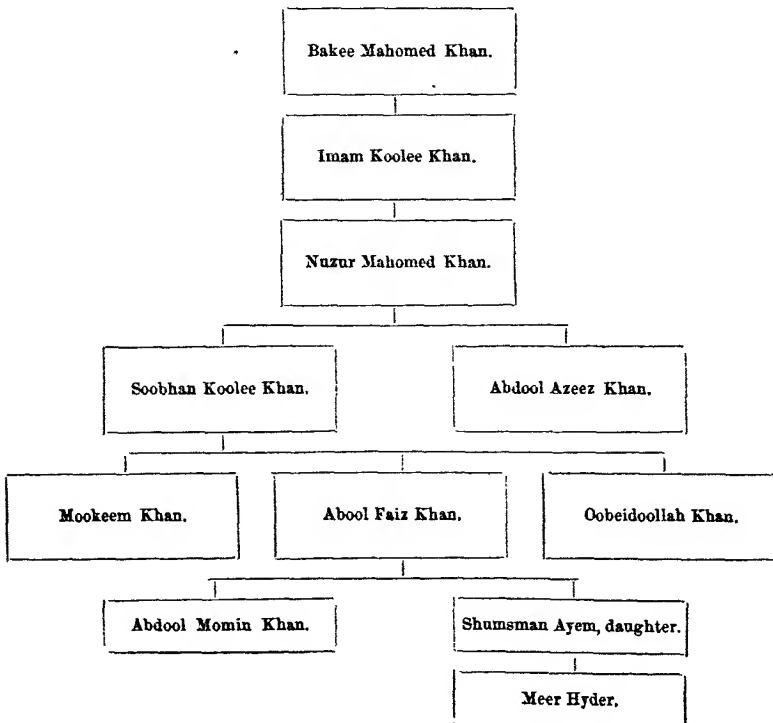 Bakee Mahomed Khan.
Imam Koolee Khan.
Nuzur Mahomed Khan.
Soobhan Koolee Khan.
Abdool Azeez Khan.
Mookeem Khan.
Abool Faiz Khan.
Oobeidoollah Khan.
Abdool Momin Khan.
Shumsman Ayem, daughter.
Meer Hyder.